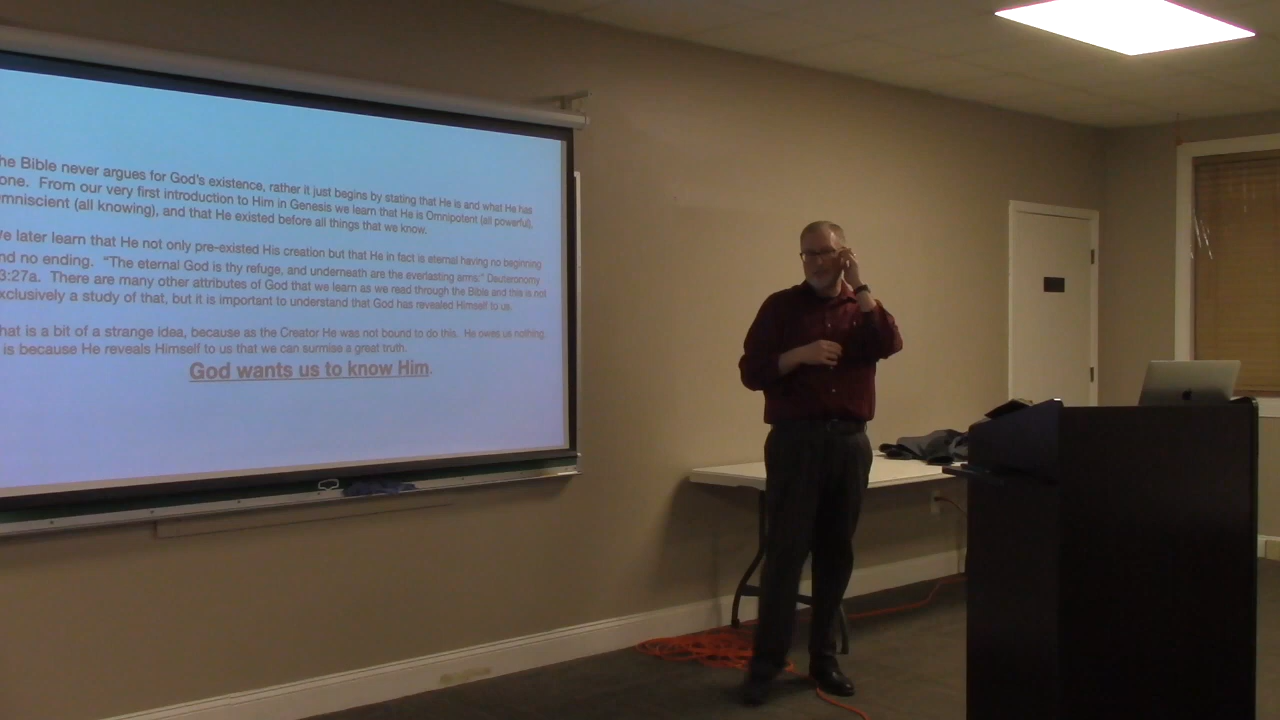 he Bible never argues for God's existence, rather it just begins by stating that He is and what He has
one. From our very first introduction to Him in Genesis we learn that He is Omnipotent (all powerful),
mniscient (all knowing), and that He existed before all things that we know.
e later learn that He not only pre-existed His creation but that He in fact is eternal having no beginning
nd no ending. "The eternal God is thy refuge, and underneath are the everlasting arms:" Deuteronomy
3:27a. There are many other attributes of God that we learn as we read through the Bible and this is not
xclusively a study of that, but it is important to understand that God has revealed Himself to us.
hat is a bit of a strange idea, because as the Creator He was not bound to do this. He owes us nothing.
is because He reveals Himself to us that we can surmise a great truth.
God wants us to know Him.